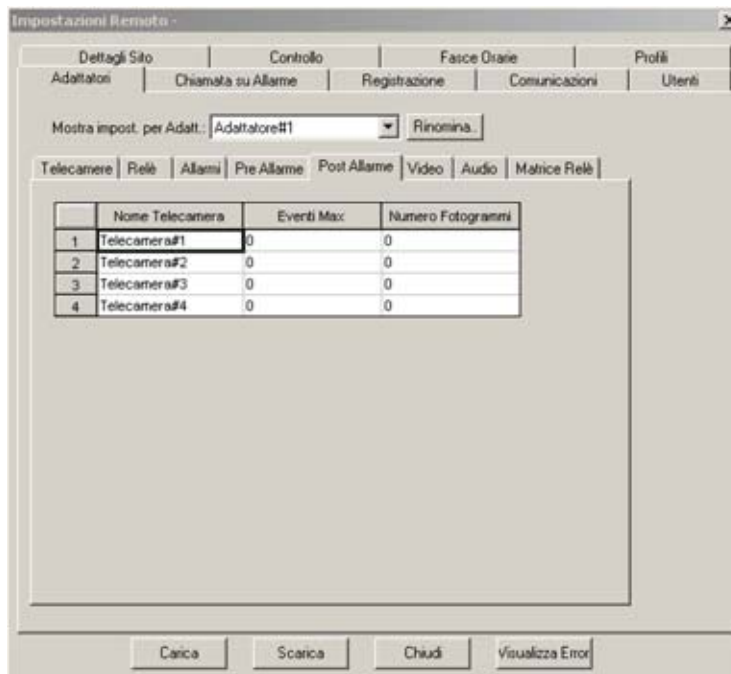 Impostazioni Remoto -
Dettagli Sito Controllo Fasce Orarie Profili
Adattatori Chiamata su Allarme Registrazione Comunicazioni Utenti
Mostra impost. per Adatt.: Adattatore#1 Rinomina..
Telecamere Relè Allarmi Pre Allarme Post Allarme Video Audio Matrice Relè
Nome Telecamera Eventi Max Numero Fotogrammi
1 Telecamera#1 0 0
2 Telecamera#2 0 0
3 Telecamera#3 0 0
4 Telecamera#4 0 0
Carica Scarica Chiudi Visualizza Error